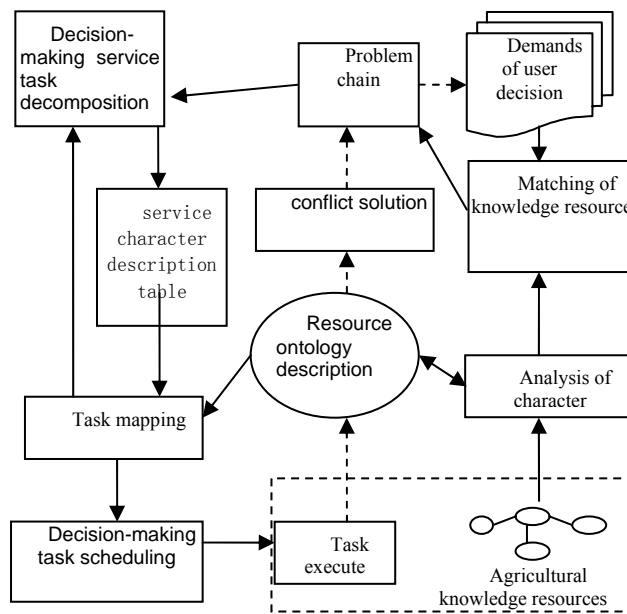 Decision-
making service
task
decomposition
Problem
chain
Demands
of user
decision
service
character
description
table
conflict solution
Matching of
knowledge resource
Resource
ontology
description
Analysis of
character
Task mapping
Decision-making
task scheduling
Task
execute
Agricultural
knowledge resources